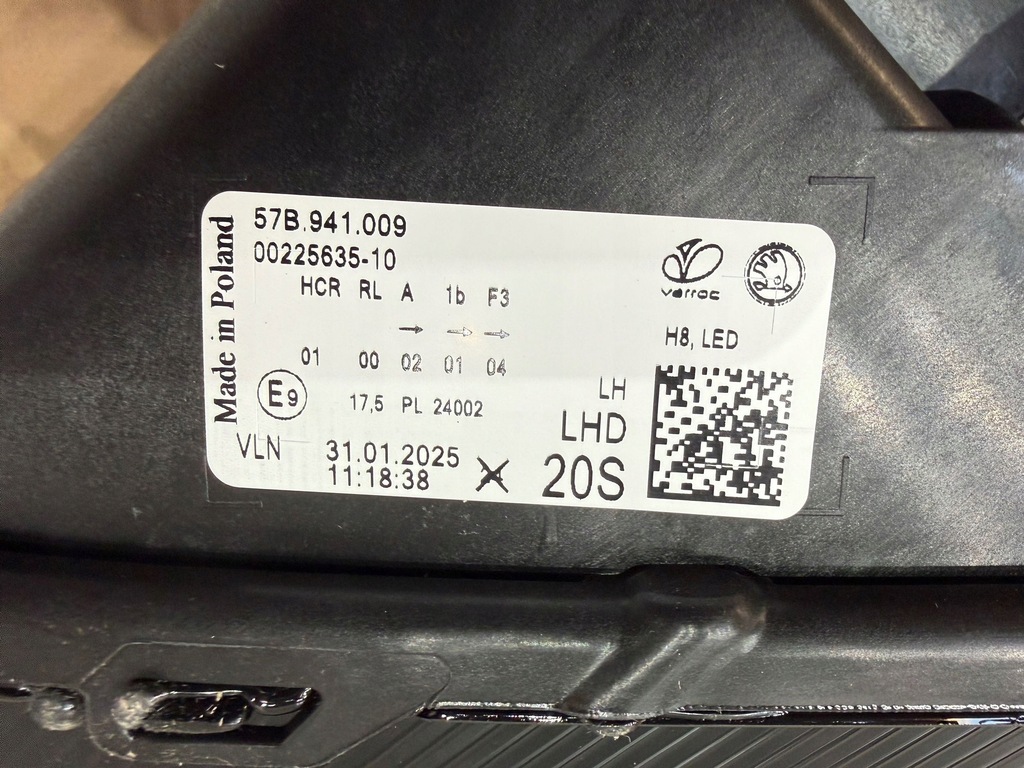 Made in Poland
57B.941.009
00225635-10
HCR RL A 1b F3
01 00 02 01 04
E9
17,5 PL 24002
VLN
31.01.2025
11:18:38
varroc
H8, LED
LH
LHD
20S